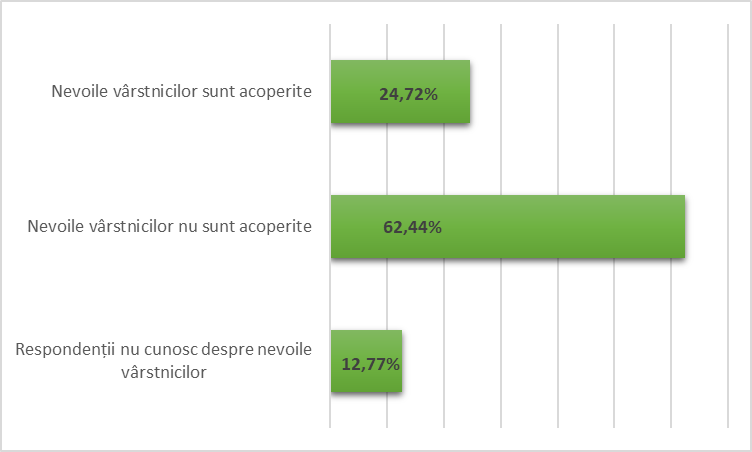 Nevoile vârstnicilor sunt acoperite
24,72%
Nevoile vârstnicilor nu sunt acoperite
62,44%
Respondenții nu cunosc despre nevoile
vârstnicilor
12,77%